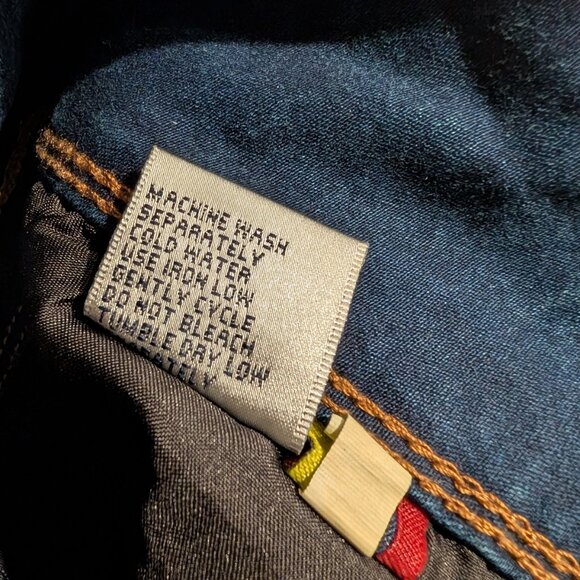 MACHINE WASH
SEPARATELY
COLD WATER
USE IRON LOW
GENTLY CYCLE
DO NOT BLEACH
TUMBLE DRY LOW